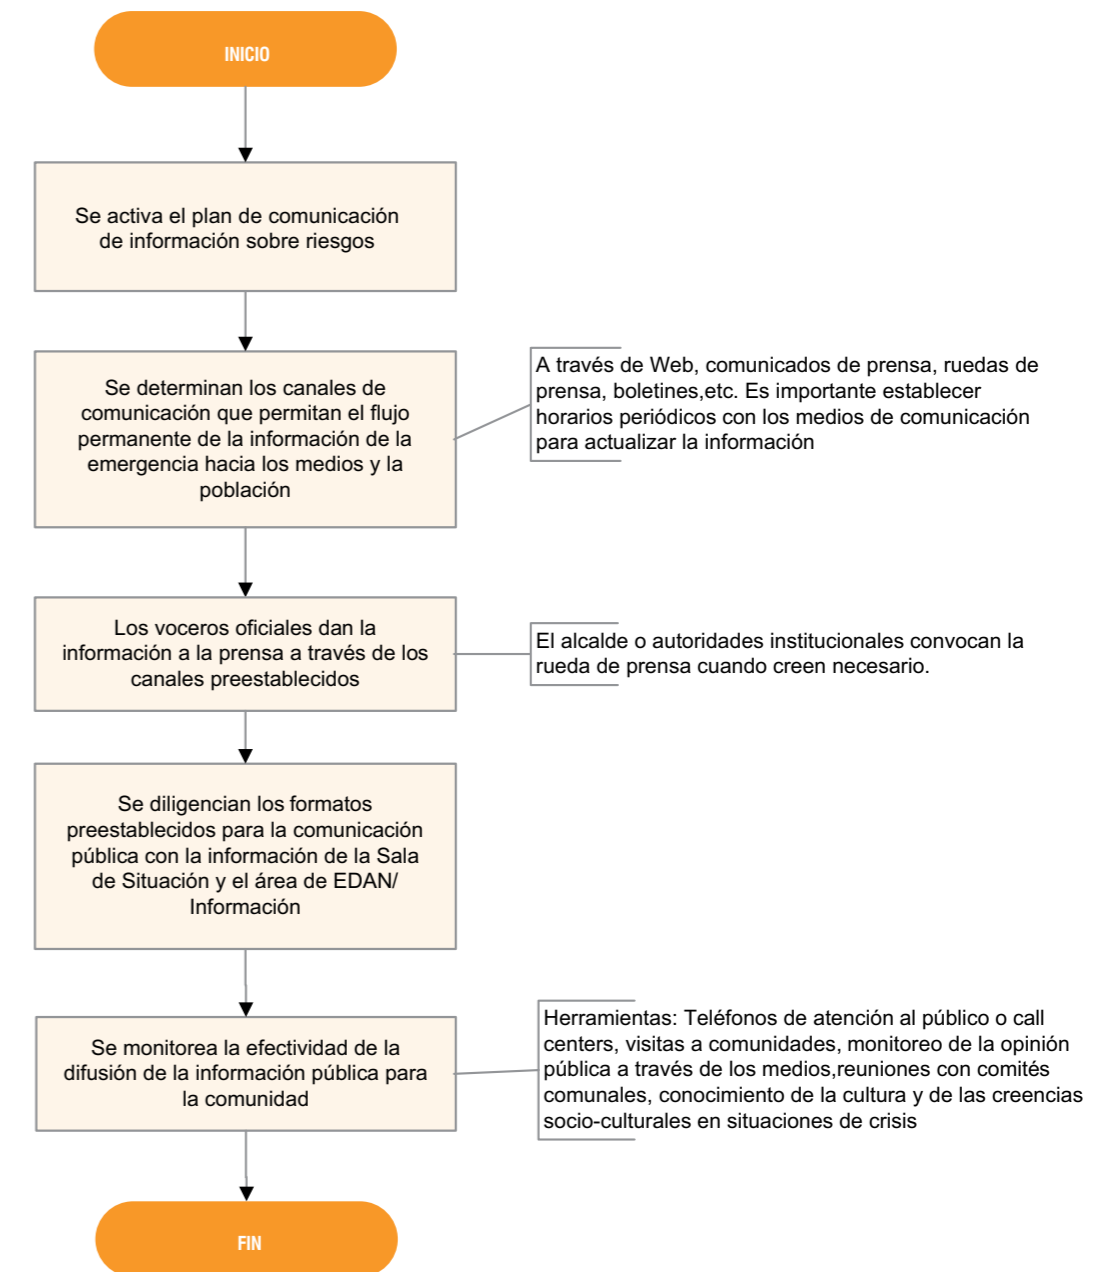 INICIO
Se activa el plan de comunicación
de información sobre riesgos
Se determinan los canales de
comunicación que permitan el flujo
permanente de la información de la
emergencia hacia los medios y la
población
A través de Web, comunicados de prensa, ruedas de
prensa, boletines,etc. Es importante establecer
horarios periódicos con los medios de comunicación
para actualizar la información
Los voceros oficiales dan la
información a la prensa a través de los
canales preestablecidos
El alcalde o autoridades institucionales convocan la
rueda de prensa cuando creen necesario.
Se diligencian los formatos
preestablecidos para la comunicación
pública con la información de la Sala
de Situación y el área de EDAN/
Información
Se monitorea la efectividad de la
difusión de la información pública para
la comunidad
Herramientas: Teléfonos de atención al público o call
centers, visitas a comunidades, monitoreo de la opinión
pública a través de los medios,reuniones con comités
comunales, conocimiento de la cultura y de las creencias
socio-culturales en situaciones de crisis
FIN